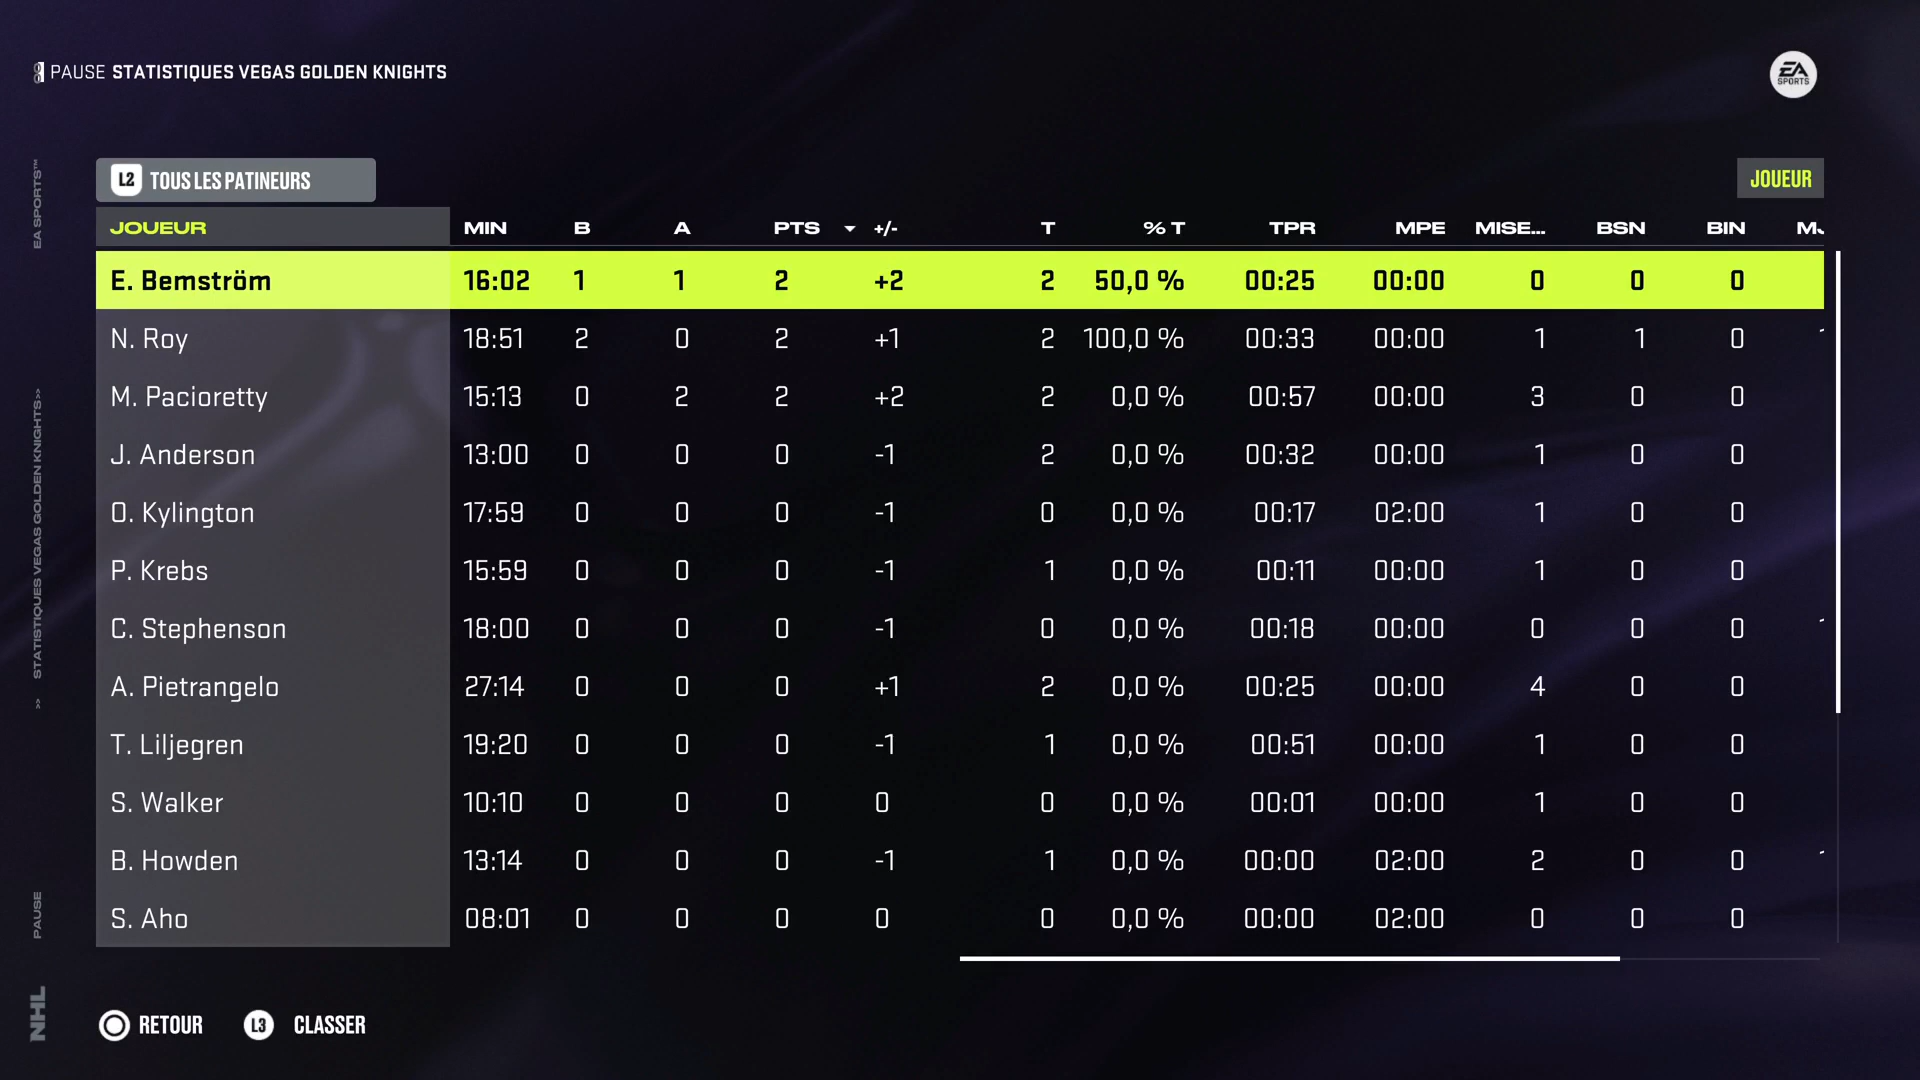 PAUSE STATISTIQUES VEGAS GOLDEN KNIGHTS
EA SPORTS
L2 TOUS LES PATINEURS
JOUEUR
JOUEUR MIN B A PTS +/- T % T TPR MPE MISE... BSN BIN
E. Bemström 16:02 1 1 2 +2 2 50,0 % 00:25 00:00 0 0 0
N. Roy 18:51 2 0 2 +1 2 100,0 % 00:33 00:00 1 1 0
M. Pacioretty 15:13 0 2 2 +2 2 0,0 % 00:57 00:00 3 0 0
J. Anderson 13:00 0 0 0 -1 2 0,0 % 00:32 00:00 1 0 0
O. Kylington 17:59 0 0 0 -1 0 0,0 % 00:17 02:00 1 0 0
P. Krebs 15:59 0 0 0 -1 1 0,0 % 00:11 00:00 1 0 0
C. Stephenson 18:00 0 0 0 -1 0 0,0 % 00:18 00:00 0 0 0
A. Pietrangelo 27:14 0 0 0 +1 2 0,0 % 00:25 00:00 4 0 0
T. Liljegren 19:20 0 0 0 -1 1 0,0 % 00:51 00:00 1 0 0
S. Walker 10:10 0 0 0 0 0 0,0 % 00:01 00:00 1 0 0
B. Howden 13:14 0 0 0 -1 1 0,0 % 00:00 02:00 2 0 0
S. Aho 08:01 0 0 0 0 0 0,0 % 00:00 02:00 0 0 0
RETOUR L3 CLASSER
NHL PAUSE >> STATISTIQUES VEGAS GOLDEN KNIGHTS>> EA SPORTS™